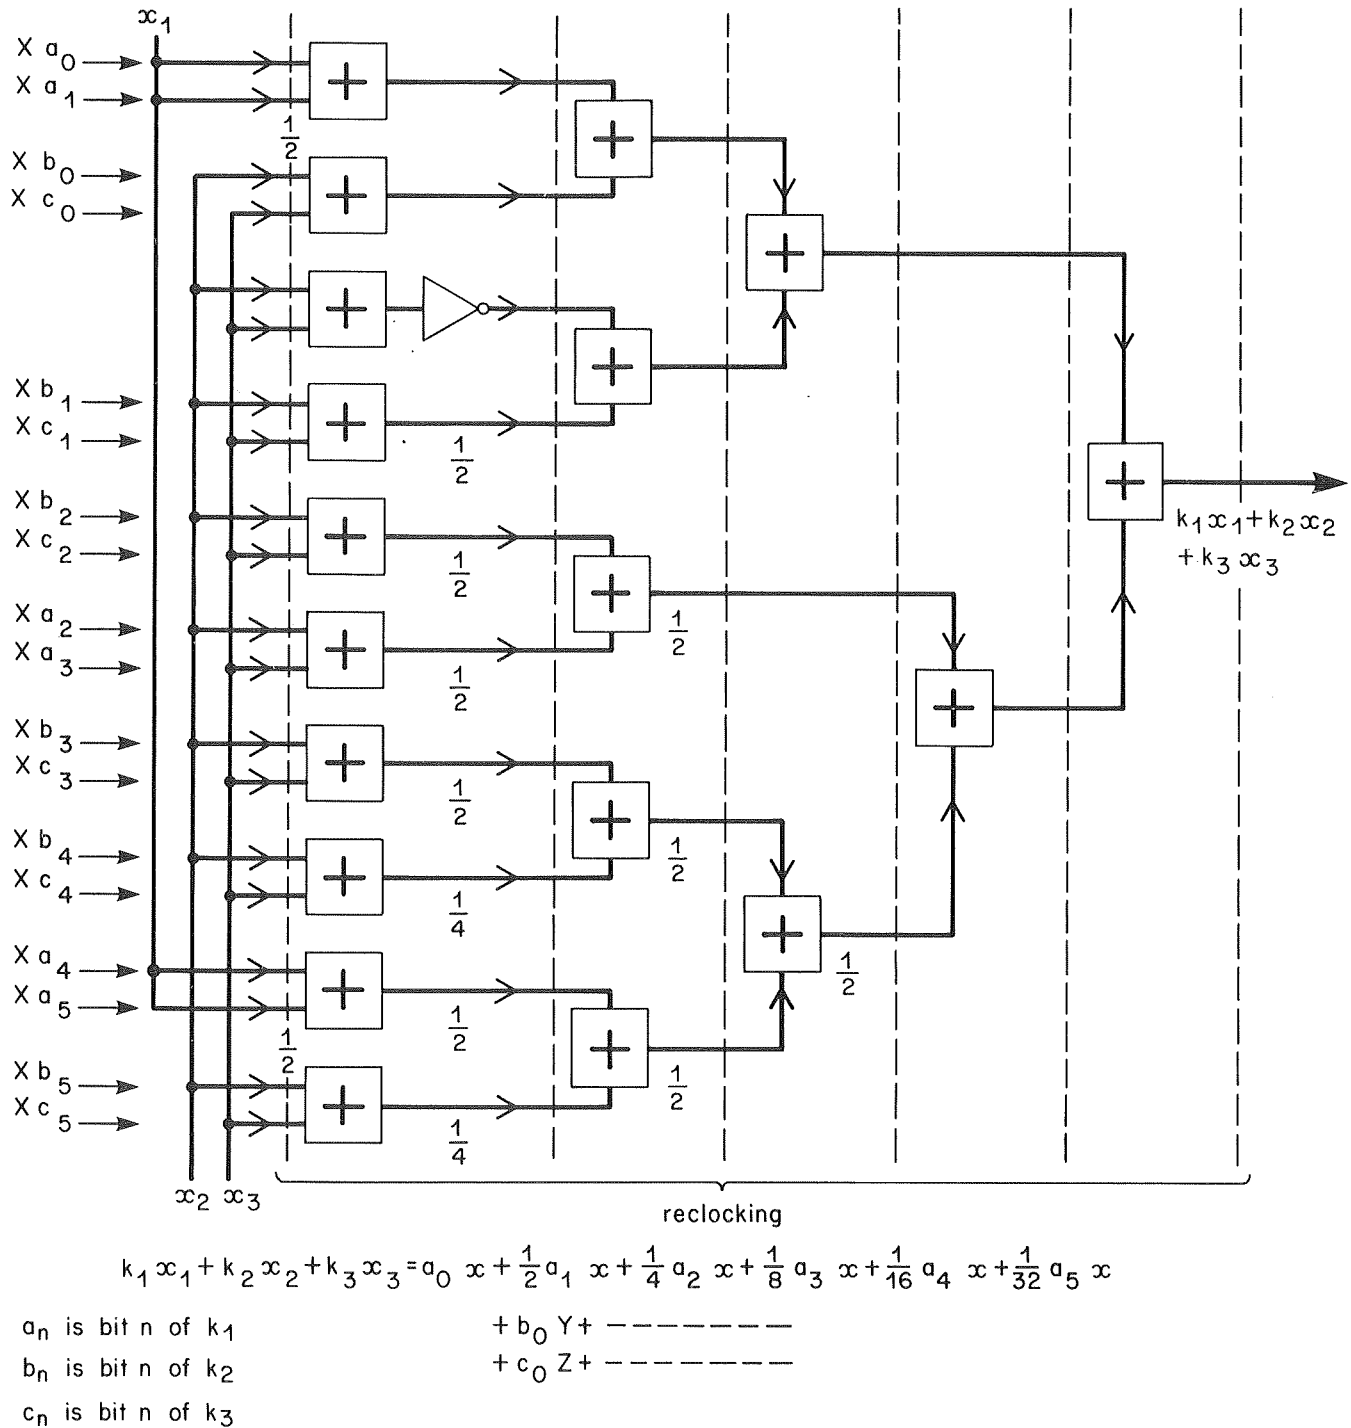 x₁
X a₀
X a₁
½
X b₀
X c₀
X b₁
X c₁
½
X b₂
X c₂
½
X a₂
X a₃
½
½
X b₃
X c₃
½
X b₄
X c₄
¼
½
X a₄
X a₅
½
½
½
X b₅
X c₅
¼
½
k₁x₁+k₂x₂
+k₃x₃
x₂ x₃
reclocking
k₁x₁+k₂x₂+k₃x₃=a₀ x+½a₁ x+¼a₂ x+⅛a₃ x+1/16 a₄ x+1/32 a₅ x
aₙ is bit n of k₁ +b₀ Y+ -------
bₙ is bit n of k₂ +c₀ Z+ -------
cₙ is bit n of k₃